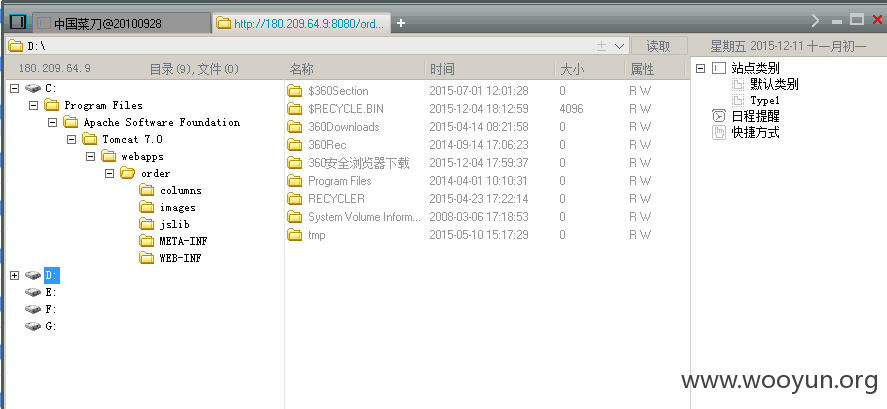 中国菜刀@20100928
http://180.209.64.9:8080/ord...
+
D:\
读取
星期五 2015-12-11 十一月初一
180.209.64.9 目录(9),文件(0)
名称 时间 大小 属性
C:
Program Files
Apache Software Foundation
Tomcat 7.0
webapps
order
columns
images
jslib
META-INF
WEB-INF
D:
E:
F:
G:
$360Section 2015-07-01 12:01:28 0 R W
$RECYCLE.BIN 2015-12-04 18:12:59 4096 R W
360Downloads 2015-04-14 08:21:58 0 R W
360Rec 2014-09-14 17:06:23 0 R W
360安全浏览器下载 2015-12-04 17:59:37 0 R W
Program Files 2014-04-01 10:10:31 0 R W
RECYCLER 2015-04-23 17:22:14 0 R W
System Volume Inform... 2008-03-06 17:18:53 0 R W
tmp 2015-05-10 15:17:29 0 R W
站点类别
默认类别
Type1
日程提醒
快捷方式
www.wooyun.org